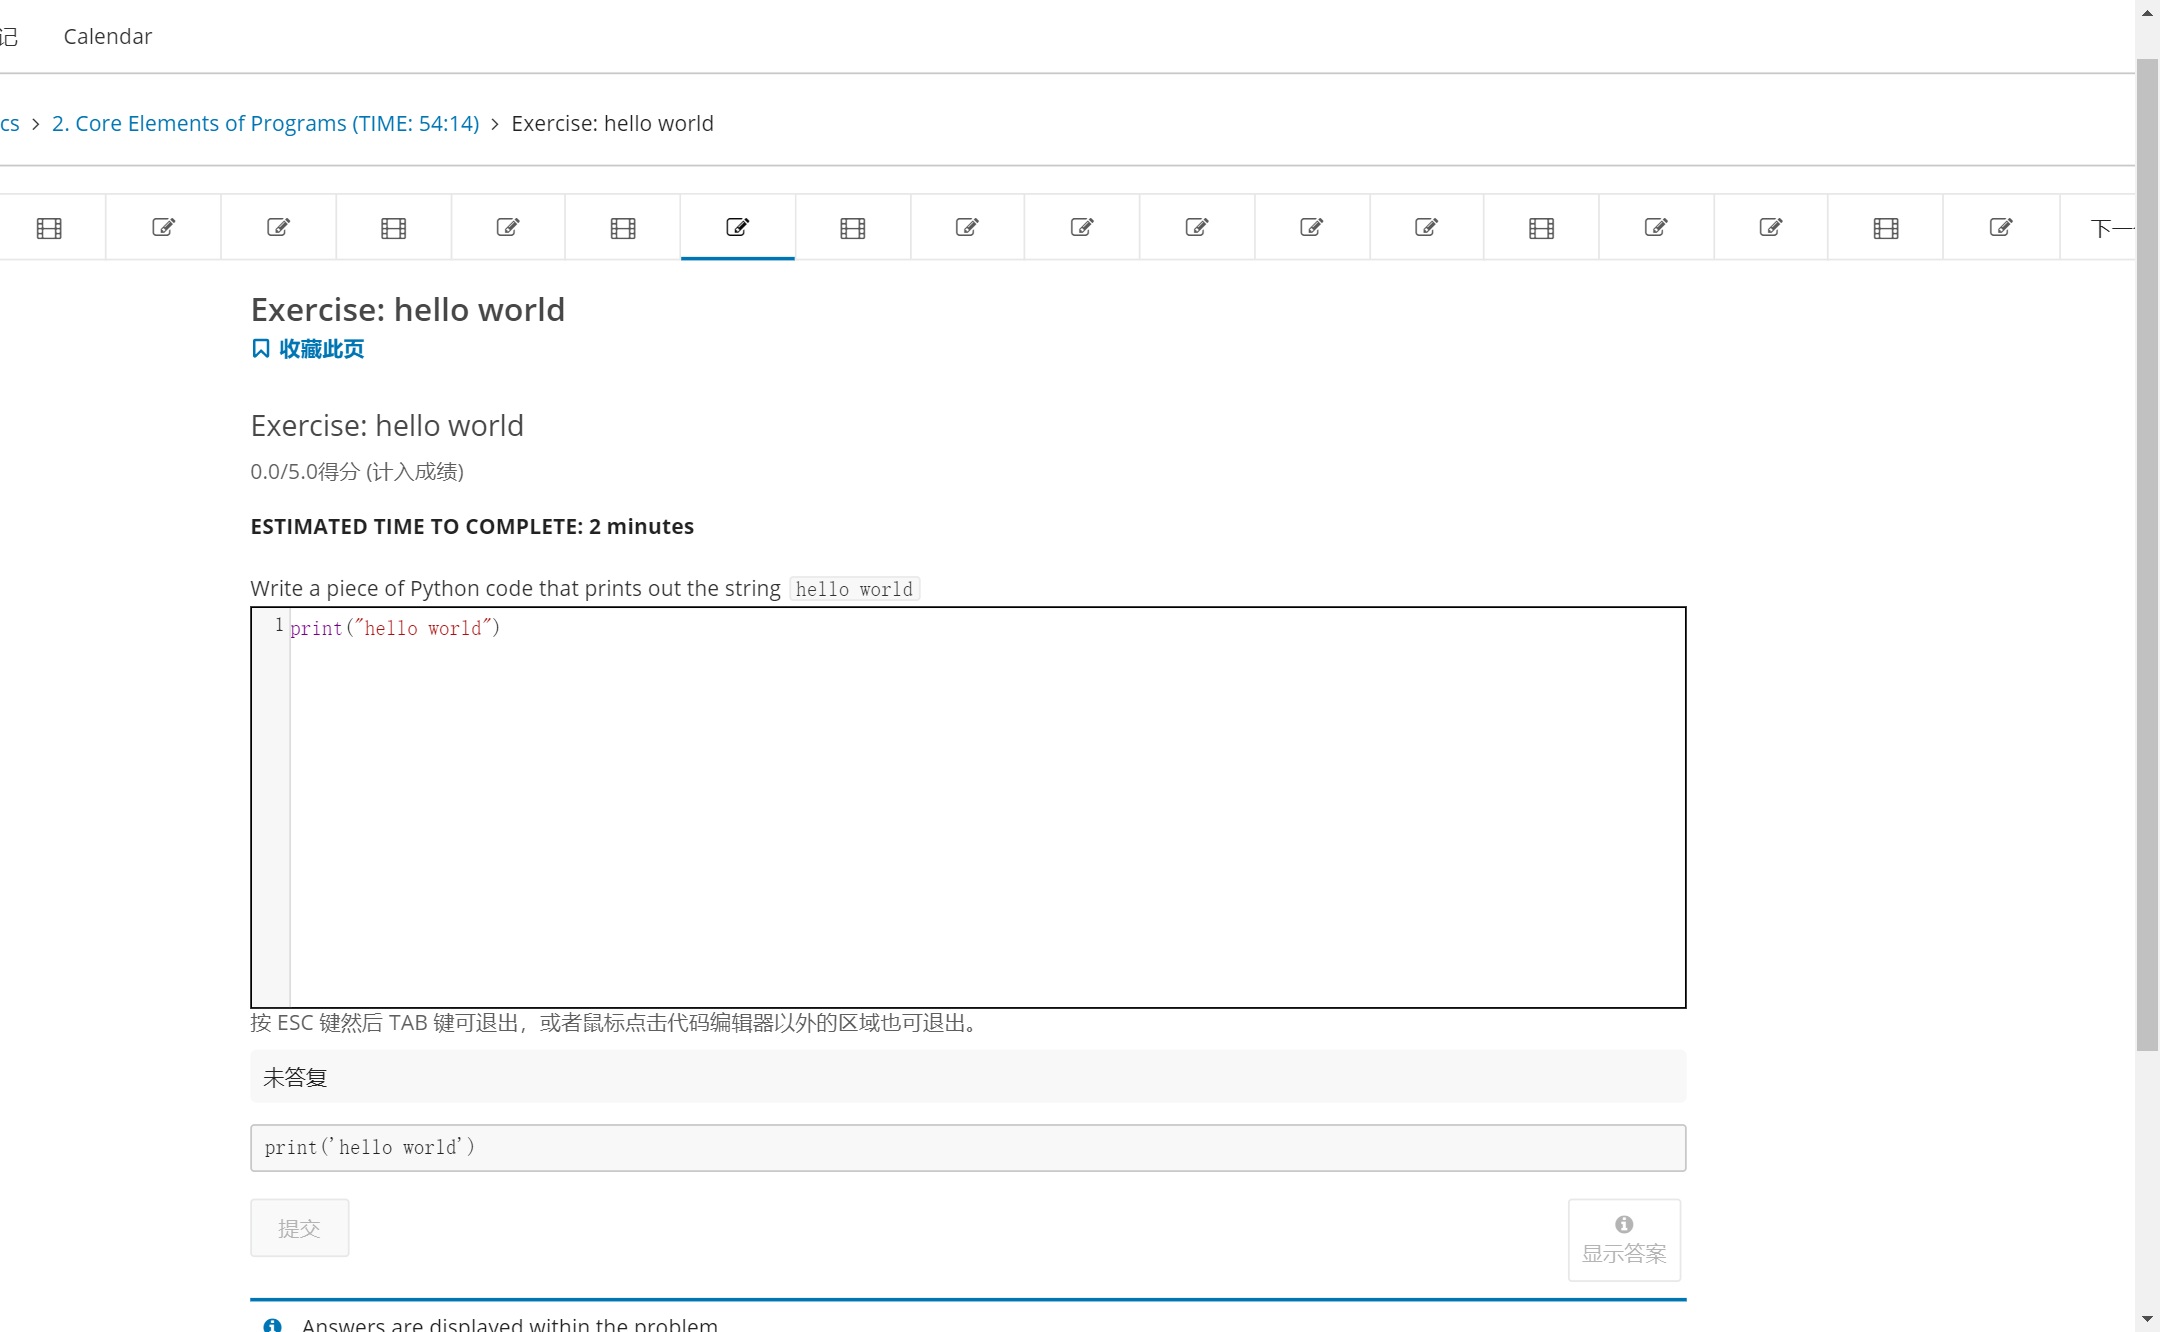 记 Calendar
cs > 2. Core Elements of Programs (TIME: 54:14) > Exercise: hello world
下一
Exercise: hello world
收藏此页
Exercise: hello world
0.0/5.0得分 (计入成绩)
ESTIMATED TIME TO COMPLETE: 2 minutes
Write a piece of Python code that prints out the string hello world
1 print("hello world")
按 ESC 键然后 TAB 键可退出，或者鼠标点击代码编辑器以外的区域也可退出。
未答复
print('hello world')
提交
显示答案
Answers are displayed within the problem